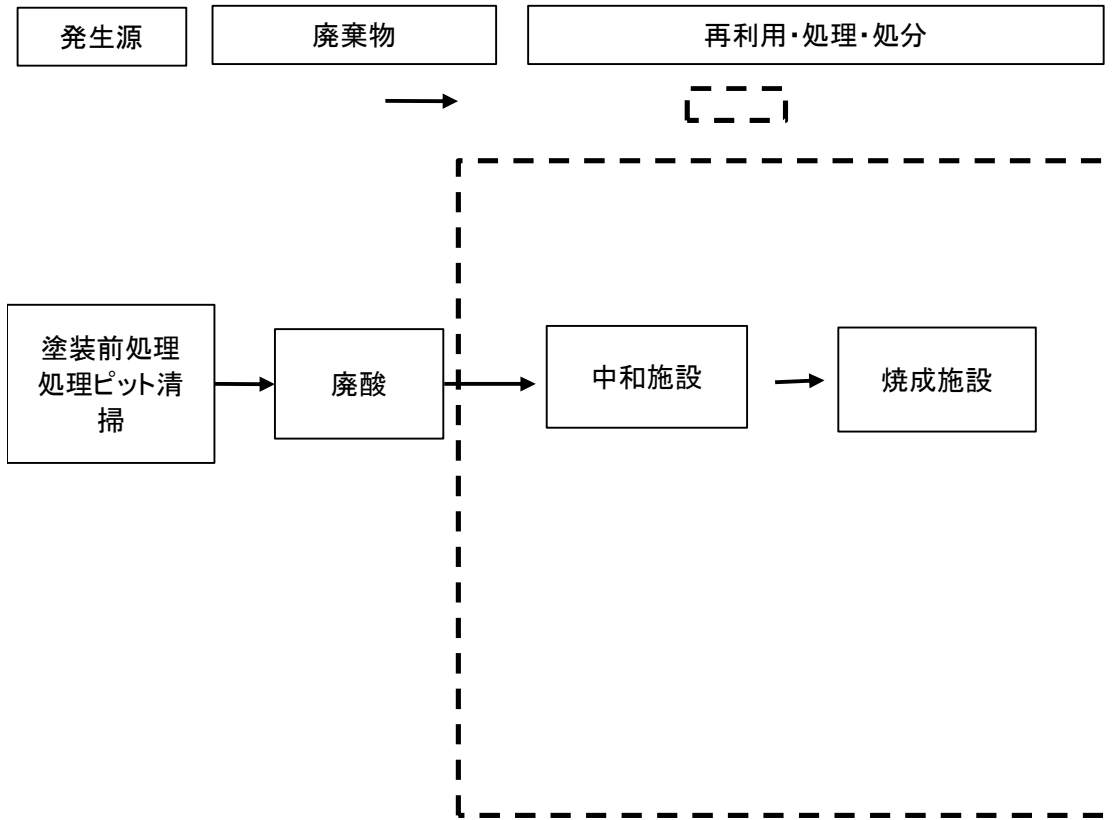 発生源
廃棄物
再利用・処理・処分
塗装前処理
処理ピット清
掃
廃酸
中和施設
焼成施設